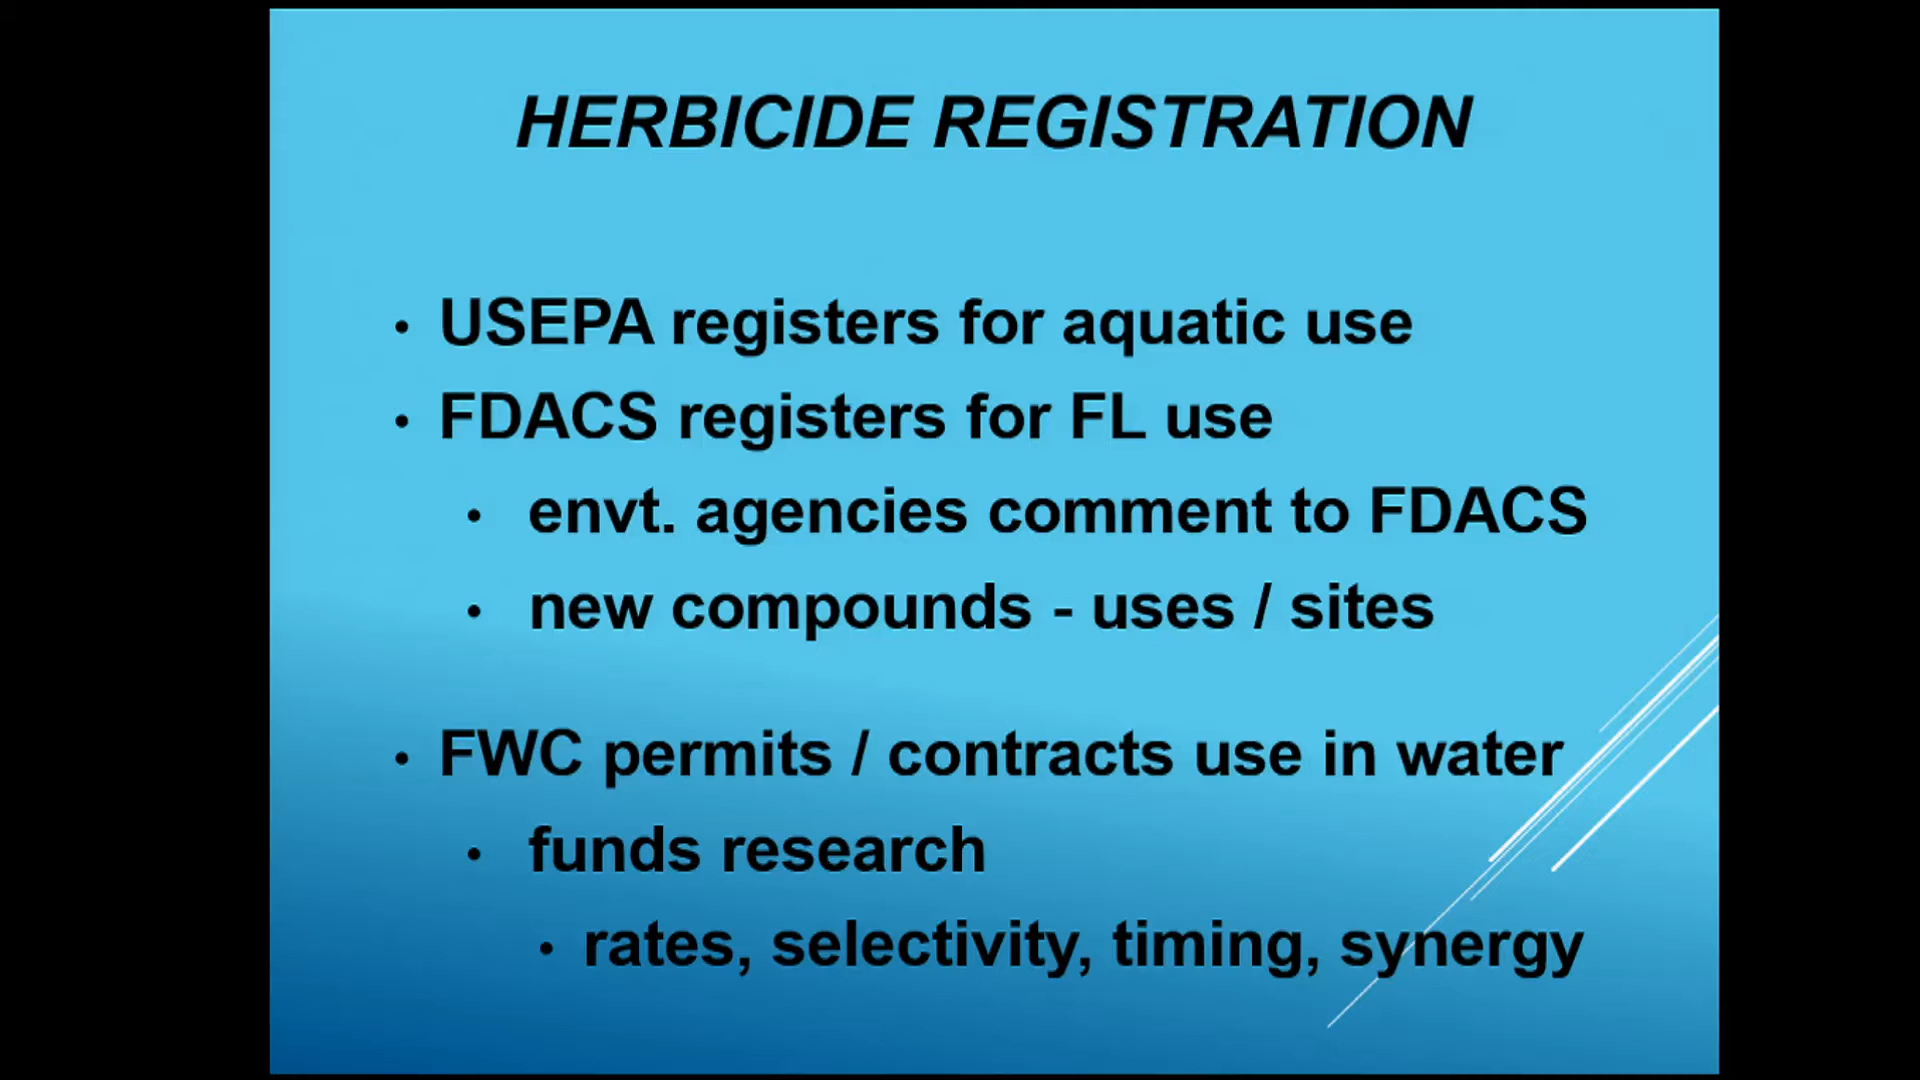 HERBICIDE REGISTRATION
• USEPA registers for aquatic use
• FDACS registers for FL use
• envt. agencies comment to FDACS
• new compounds - uses / sites
• FWC permits / contracts use in water
• funds research
• rates, selectivity, timing, synergy